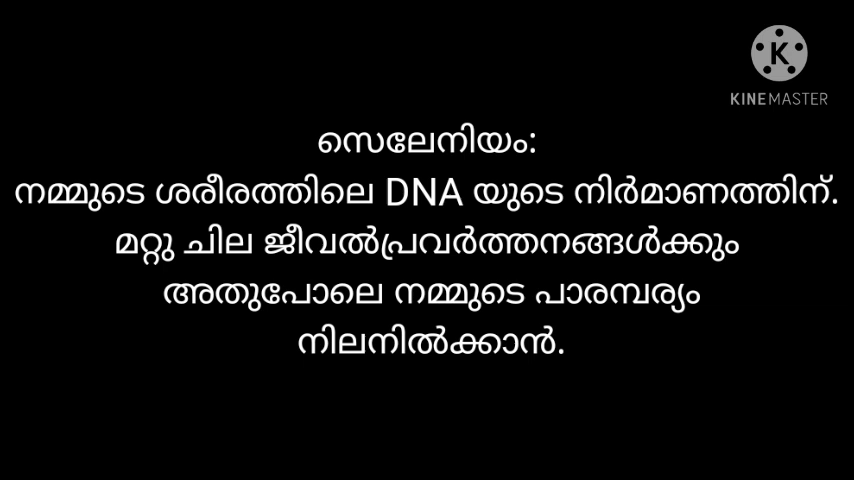 K
KINEMASTER
സെലേനിയം:
നമ്മുടെ ശരീരത്തിലെ DNA യുടെ നിർമാണത്തിന്.
മറ്റു ചില ജീവൽപ്രവർത്തനങ്ങൾക്കും
അതുപോലെ നമ്മുടെ പാരമ്പര്യം
നിലനിൽക്കാൻ.